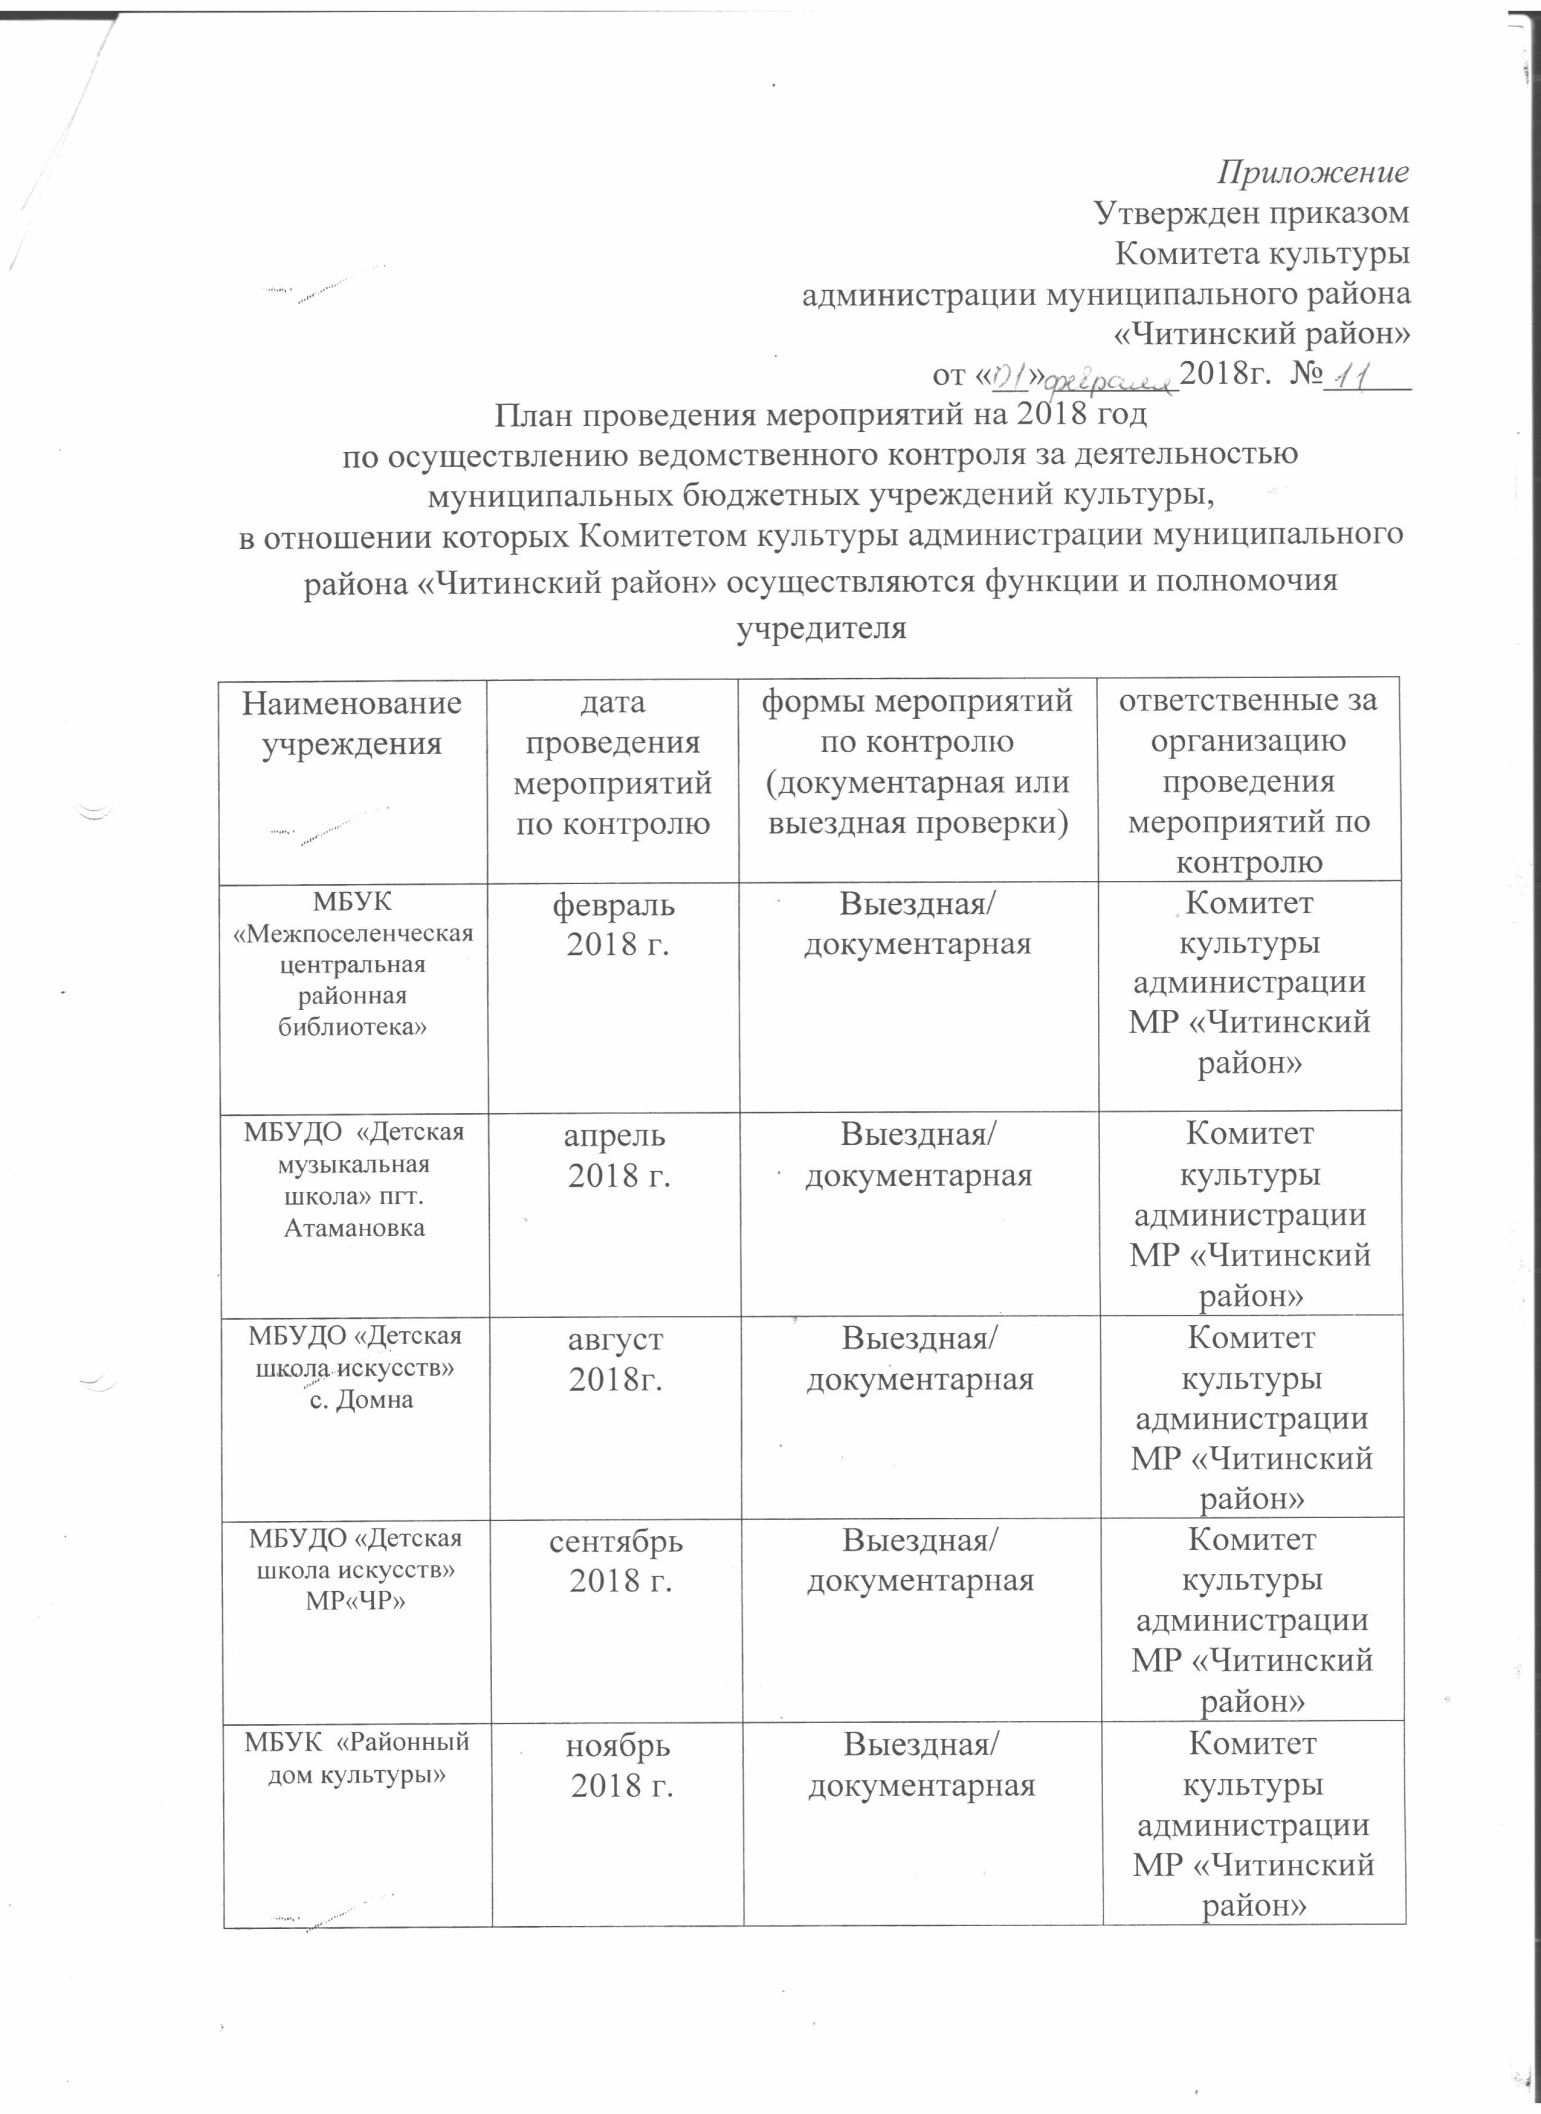 Приложение
Утвержден приказом
Комитета культуры
администрации муниципального района
«Читинский район»
от «01» февраля 2018г. № 11
План проведения мероприятий на 2018 год
по осуществлению ведомственного контроля за деятельностью
муниципальных бюджетных учреждений культуры,
в отношении которых Комитетом культуры администрации муниципального
района «Читинский район» осуществляются функции и полномочия
учредителя
Наименование
учреждения
дата
проведения
мероприятий
по контролю
формы мероприятий
по контролю
(документарная или
выездная проверки)
ответственные за
организацию
проведения
мероприятий по
контролю
МБУК
«Межпоселенческая
центральная
районная
библиотека»
февраль
2018 г.
Выездная/
документарная
Комитет
культуры
администрации
МР «Читинский
район»
МБУДО «Детская
музыкальная
школа» пгт.
Атамановка
апрель
2018 г.
Выездная/
документарная
Комитет
культуры
администрации
МР «Читинский
район»
МБУДО «Детская
школа искусств»
с. Домна
август
2018г.
Выездная/
документарная
Комитет
культуры
администрации
МР «Читинский
район»
МБУДО «Детская
школа искусств»
МР«ЧР»
сентябрь
2018 г.
Выездная/
документарная
Комитет
культуры
администрации
МР «Читинский
район»
МБУК «Районный
дом культуры»
ноябрь
2018 г.
Выездная/
документарная
Комитет
культуры
администрации
МР «Читинский
район»